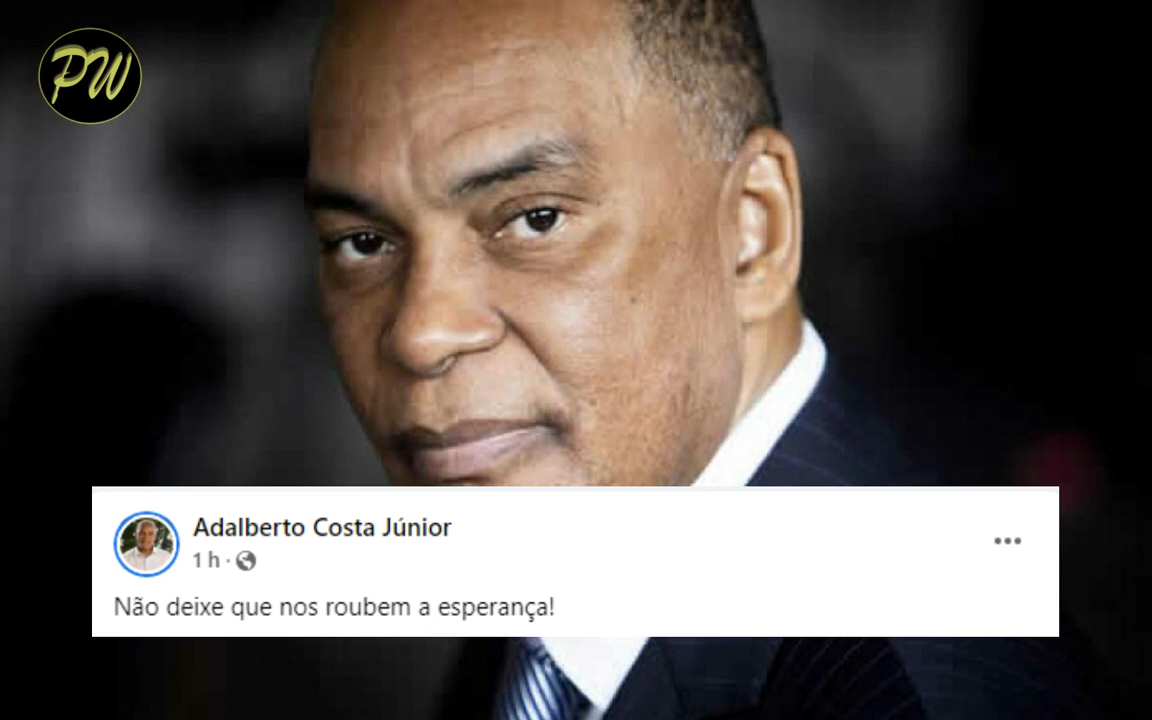 PW
Adalberto Costa Júnior
1 h ·
Não deixe que nos roubem a esperança!